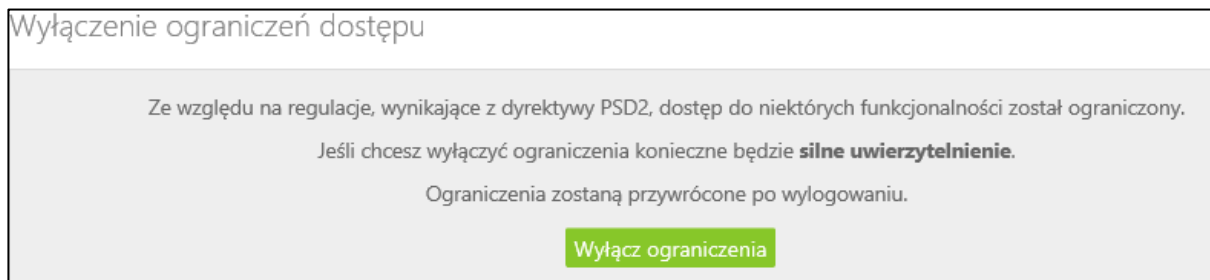 Wyłączenie ograniczeń dostępu
Ze względu na regulacje, wynikające z dyrektywy PSD2, dostęp do niektórych funkcjonalności został ograniczony.
Jeśli chcesz wyłączyć ograniczenia konieczne będzie silne uwierzytelnienie.
Ograniczenia zostaną przywrócone po wylogowaniu.
Wyłącz ograniczenia